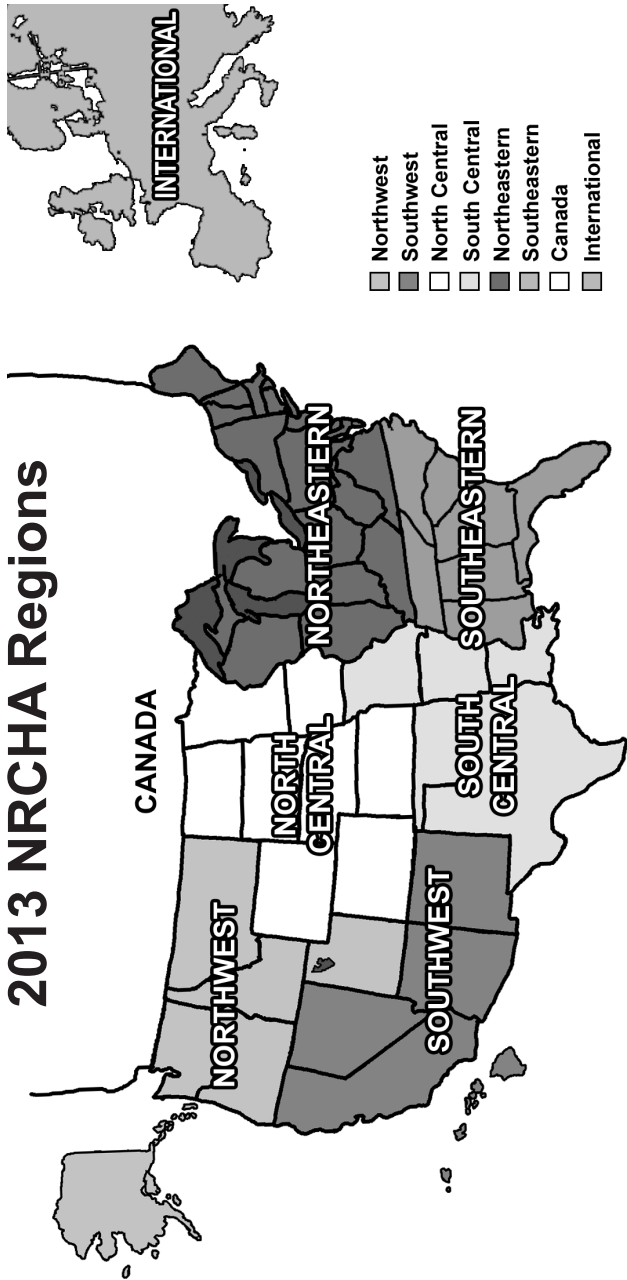 2013 NRCHA Regions
CANADA
INTERNATIONAL
NORTHWEST
NORTH
CENTRAL
NORTHEASTERN
SOUTHWEST
SOUTH
CENTRAL
SOUTHEASTERN
Northwest
Southwest
North Central
South Central
Northeastern
Southeastern
Canada
International